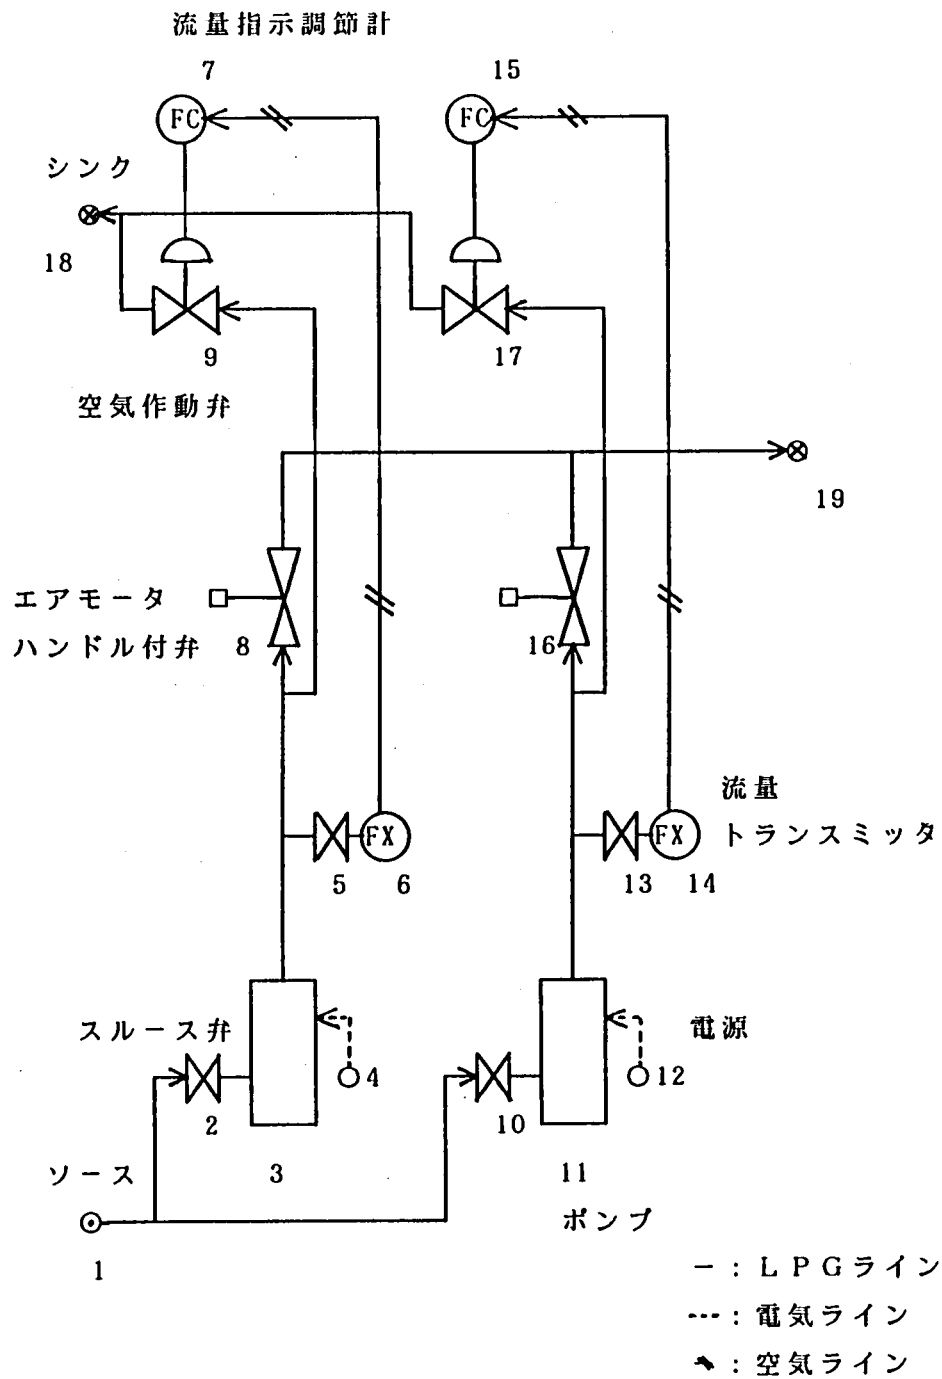 流量指示調節計
7
15
FC
FC
シンク
18
9
17
空気作動弁
19
エアモータ
ハンドル付弁
8
16
流量
トランスミッタ
FX
FX
5
6
13
14
スルース弁
電源
4
12
2
10
ソース
3
11
ポンプ
1
－：LPGライン
---：電気ライン
：空気ライン